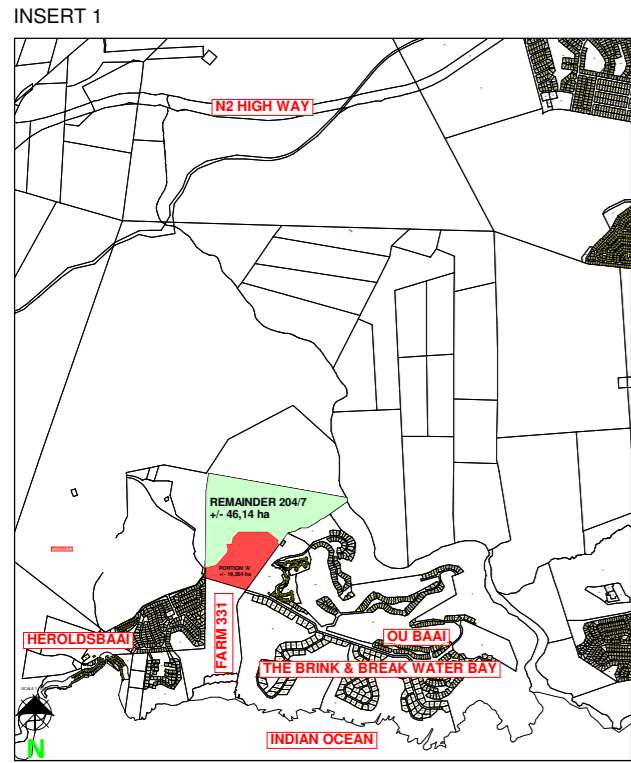 INSERT 1
N2 HIGH WAY
REMAINDER 204/7
+/- 46,14 ha
PORTION 'A'
+/- 19,264 ha
FARM 331
HEROLDSBAAI
OU BAAI
THE BRINK & BREAK WATER BAY
INDIAN OCEAN
N